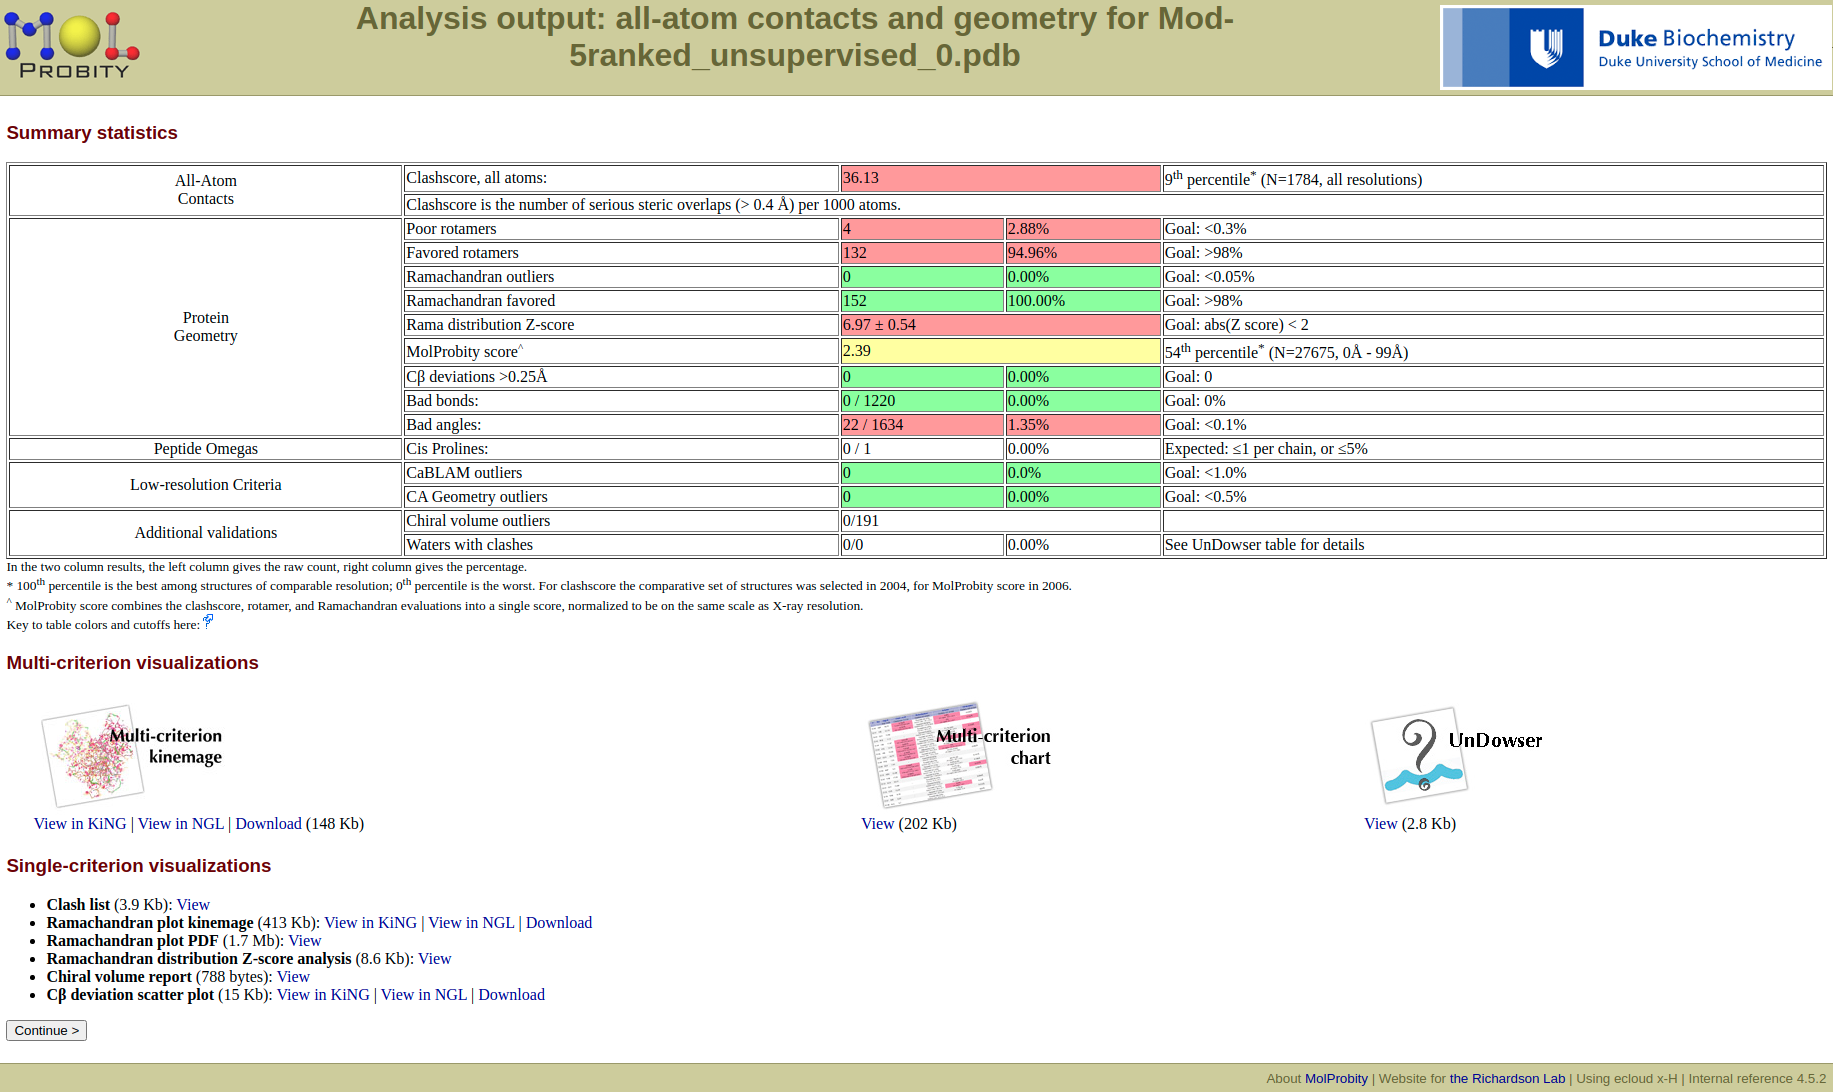 MOL
PROBITY
Analysis output: all-atom contacts and geometry for Mod-
5ranked_unsupervised_0.pdb
Duke Biochemistry
Duke University School of Medicine
Summary statistics
All-Atom
Contacts
Clashscore, all atoms: 36.13 9th percentile* (N=1784, all resolutions)
Clashscore is the number of serious steric overlaps (> 0.4 Å) per 1000 atoms.
Protein
Geometry
Poor rotamers 4 2.88% Goal: <0.3%
Favored rotamers 132 94.96% Goal: >98%
Ramachandran outliers 0 0.00% Goal: <0.05%
Ramachandran favored 152 100.00% Goal: >98%
Rama distribution Z-score 6.97 ± 0.54 Goal: abs(Z score) < 2
MolProbity score^ 2.39 54th percentile* (N=27675, 0Å - 99Å)
Cβ deviations >0.25Å 0 0.00% Goal: 0
Bad bonds: 0 / 1220 0.00% Goal: 0%
Bad angles: 22 / 1634 1.35% Goal: <0.1%
Peptide Omegas Cis Prolines: 0 / 1 0.00% Expected: ≤1 per chain, or ≤5%
Low-resolution Criteria
CaBLAM outliers 0 0.0% Goal: <1.0%
CA Geometry outliers 0 0.00% Goal: <0.5%
Additional validations
Chiral volume outliers 0/191
Waters with clashes 0/0 0.00% See UnDowser table for details
In the two column results, the left column gives the raw count, right column gives the percentage.
* 100th percentile is the best among structures of comparable resolution; 0th percentile is the worst. For clashscore the comparative set of structures was selected in 2004, for MolProbity score in 2006.
^ MolProbity score combines the clashscore, rotamer, and Ramachandran evaluations into a single score, normalized to be on the same scale as X-ray resolution.
Key to table colors and cutoffs here: ?
Multi-criterion visualizations
Multi-criterion
kinemage
Multi-criterion
chart
UnDowser
View in KiNG | View in NGL | Download (148 Kb)
View (202 Kb)
View (2.8 Kb)
Single-criterion visualizations
• Clash list (3.9 Kb): View
• Ramachandran plot kinemage (413 Kb): View in KiNG | View in NGL | Download
• Ramachandran plot PDF (1.7 Mb): View
• Ramachandran distribution Z-score analysis (8.6 Kb): View
• Chiral volume report (788 bytes): View
• Cβ deviation scatter plot (15 Kb): View in KiNG | View in NGL | Download
Continue >
About MolProbity | Website for the Richardson Lab | Using ecloud x-H | Internal reference 4.5.2